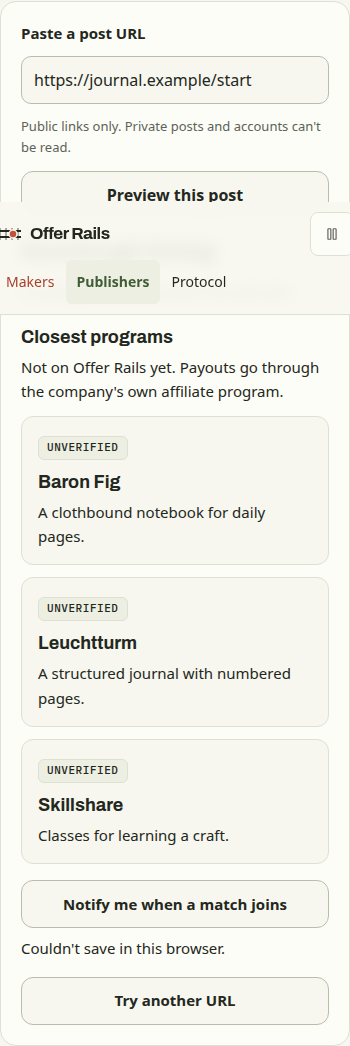 Paste a post URL
https://journal.example/start
Public links only. Private posts and accounts can't
be read.
Preview this post
Offer Rails
Makers
Publishers
Protocol
Closest programs
Not on Offer Rails yet. Payouts go through
the company's own affiliate program.
UNVERIFIED
Baron Fig
A clothbound notebook for daily
pages.
UNVERIFIED
Leuchtturm
A structured journal with numbered
pages.
UNVERIFIED
Skillshare
Classes for learning a craft.
Notify me when a match joins
Couldn't save in this browser.
Try another URL